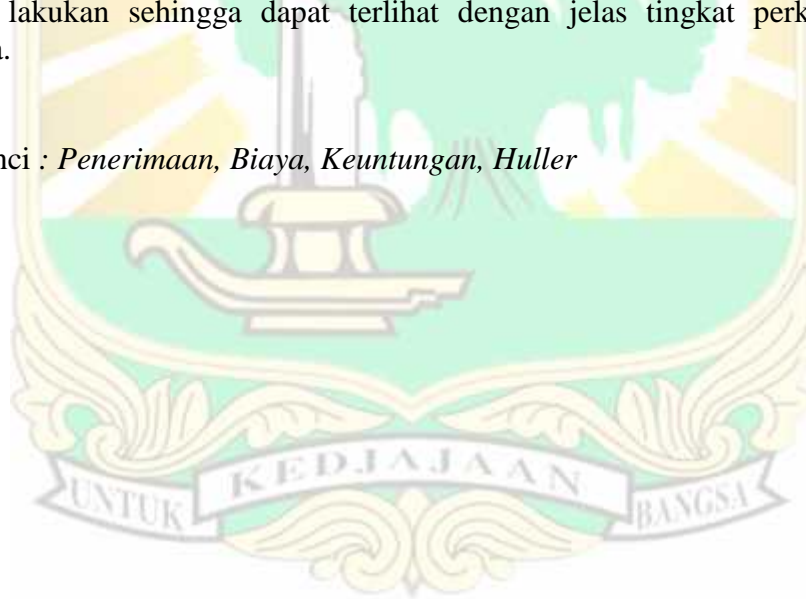 lakukan sehingga dapat terlihat dengan jelas tingkat perk
a.
nci : Penerimaan, Biaya, Keuntungan, Huller
UNTUK KEDJAJAAN BANGSA